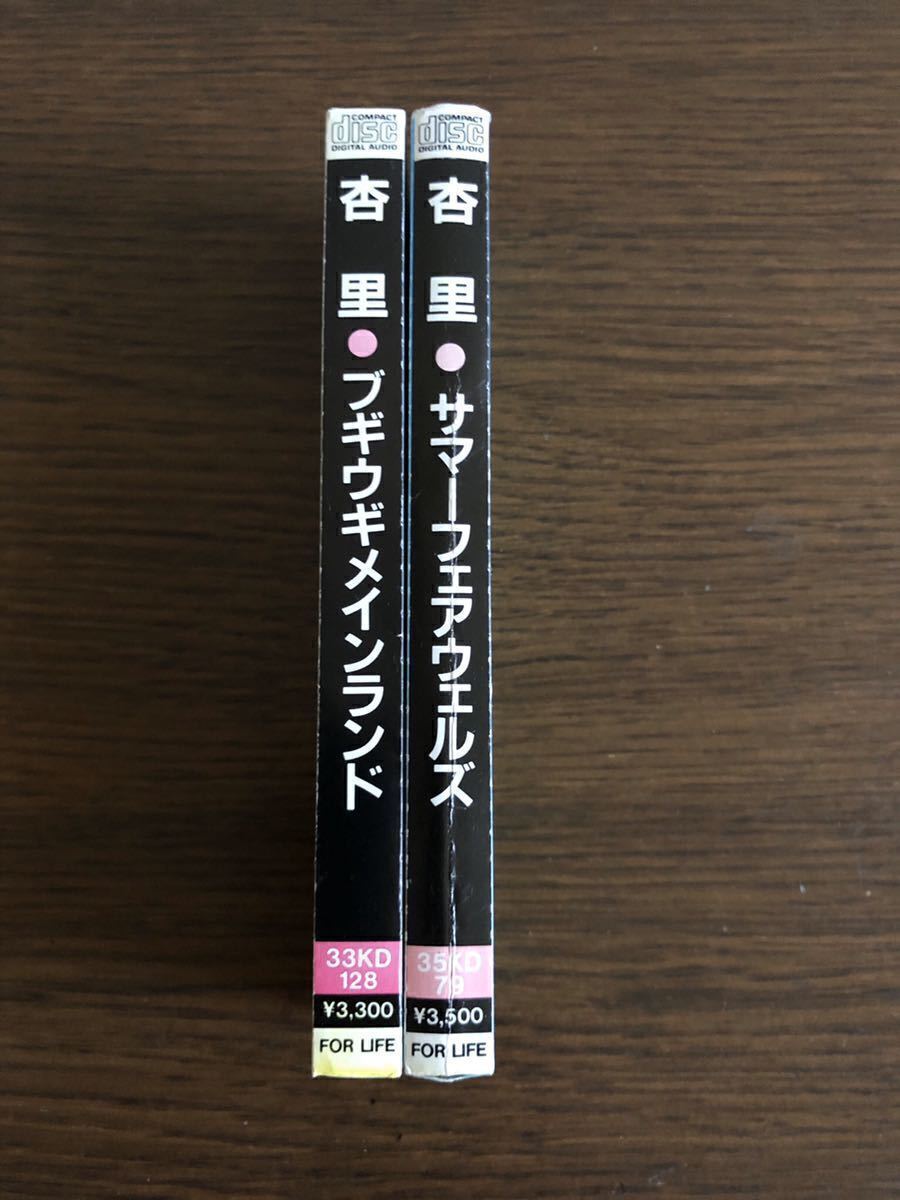 COMPACT
disc
DIGITAL AUDIO
杏里●ブギウギメインランド
33KD
128
¥3,300
FOR LIFE
COMPACT
disc
DIGITAL AUDIO
杏里●サマーフェアウェルズ
35KD
79
¥3,500
FOR LIFE